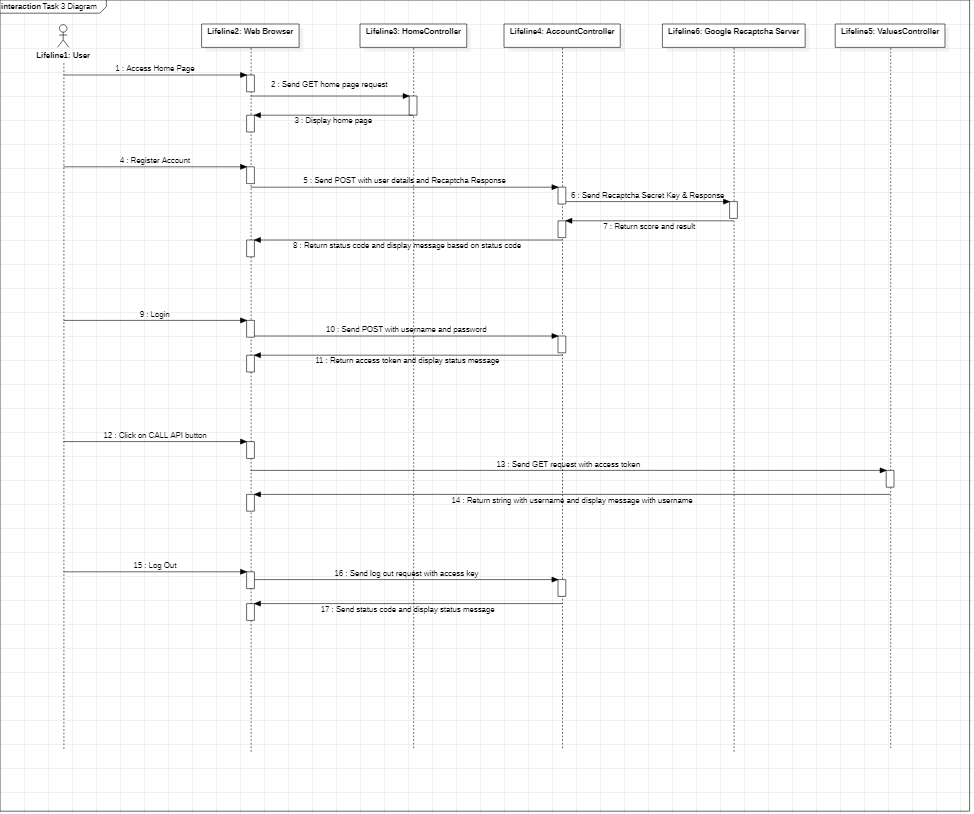 interaction Task 3 Diagram
Lifeline1: User
Lifeline2: Web Browser
Lifeline3: HomeController
Lifeline4: AccountController
Lifeline6: Google Recaptcha Server
Lifeline5: ValuesController
1 : Access Home Page
2 : Send GET home page request
3 : Display home page
4 : Register Account
5 : Send POST with user details and Recaptcha Response
6 : Send Recaptcha Secret Key & Response
7 : Return score and result
8 : Return status code and display message based on status code
9 : Login
10 : Send POST with username and password
11 : Return access token and display status message
12 : Click on CALL API button
13 : Send GET request with access token
14 : Return string with username and display message with username
15 : Log Out
16 : Send log out request with access key
17 : Send status code and display status message